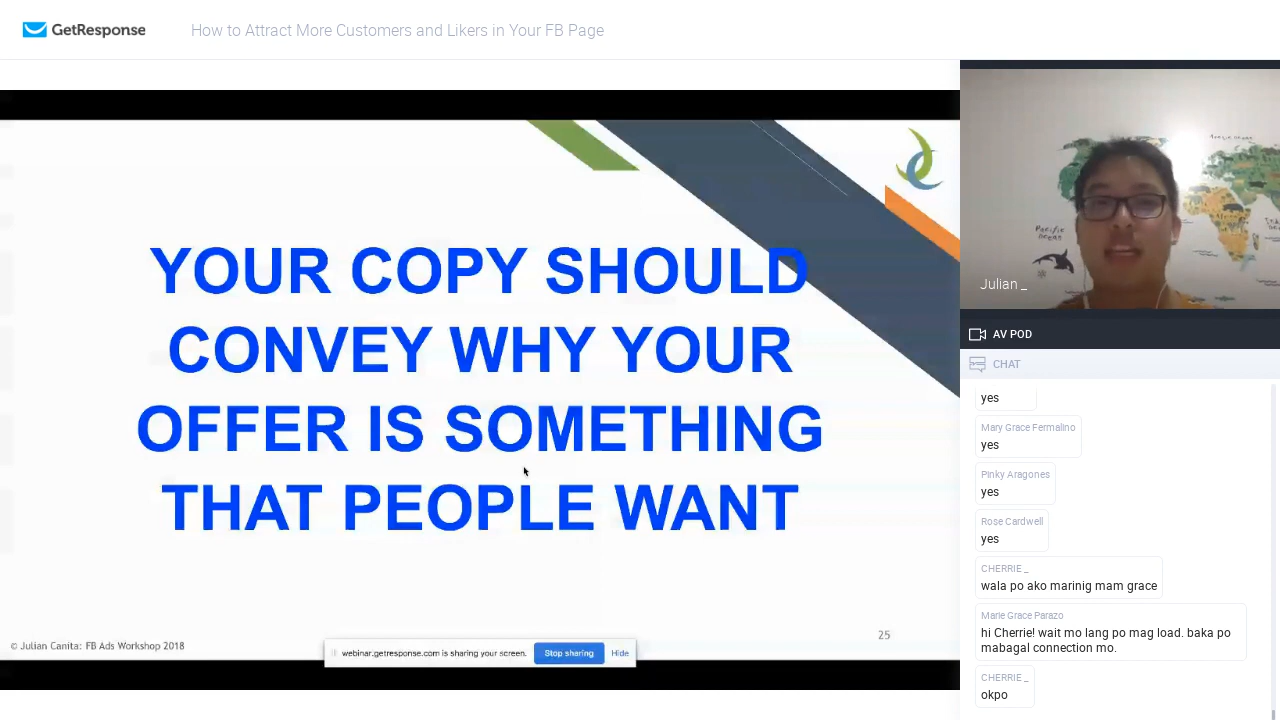 GetResponse
How to Attract More Customers and Likers in Your FB Page
YOUR COPY SHOULD
CONVEY WHY YOUR
OFFER IS SOMETHING
THAT PEOPLE WANT
25
© Julian Canita: FB Ads Workshop 2018
webinar.getresponse.com is sharing your screen.
Stop sharing
Hide
Pacific
Ocean
Julian _
AV POD
CHAT
yes
Mary Grace Fermalino
yes
Pinky Aragones
yes
Rose Cardwell
yes
CHERRIE _
wala po ako marinig mam grace
Marie Grace Parazo
hi Cherrie! wait mo lang po mag load. baka po
mabagal connection mo.
CHERRIE _
okpo